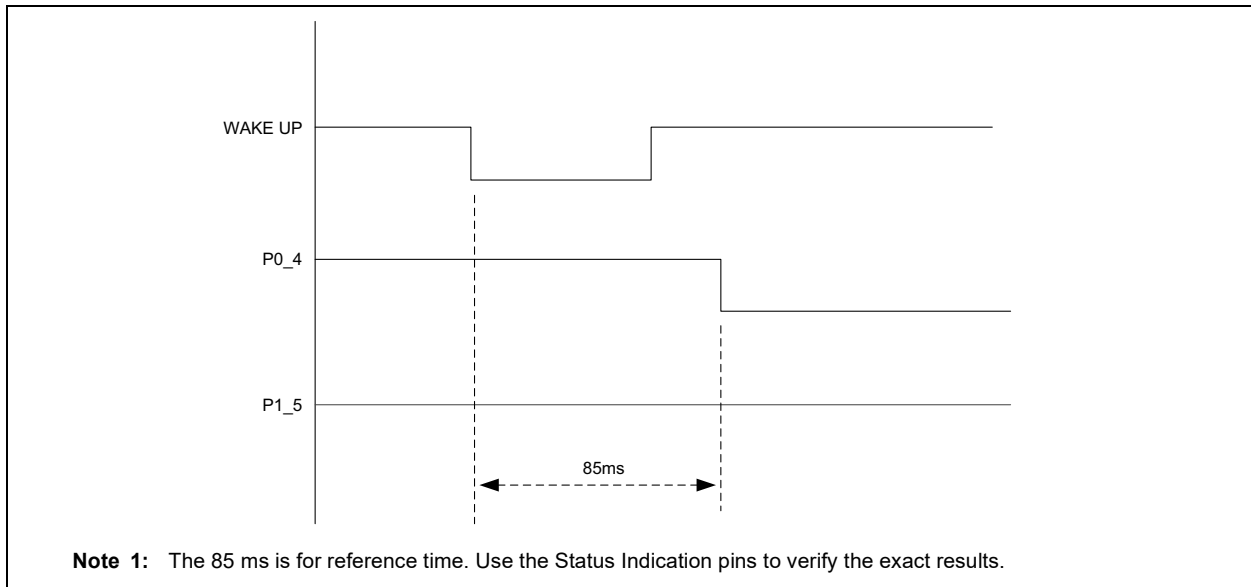 WAKE UP
P0_4
P1_5
85ms
Note 1: The 85 ms is for reference time. Use the Status Indication pins to verify the exact results.